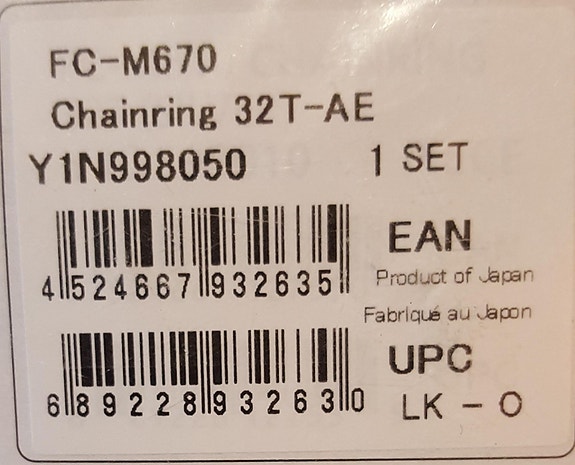 FC-M670
Chainring 32T-AE
Y1N998050 1 SET
4 524667 932635
EAN
Product of Japan
Fabriqué au Japon
UPC
6 89228 93263 0
LK - O